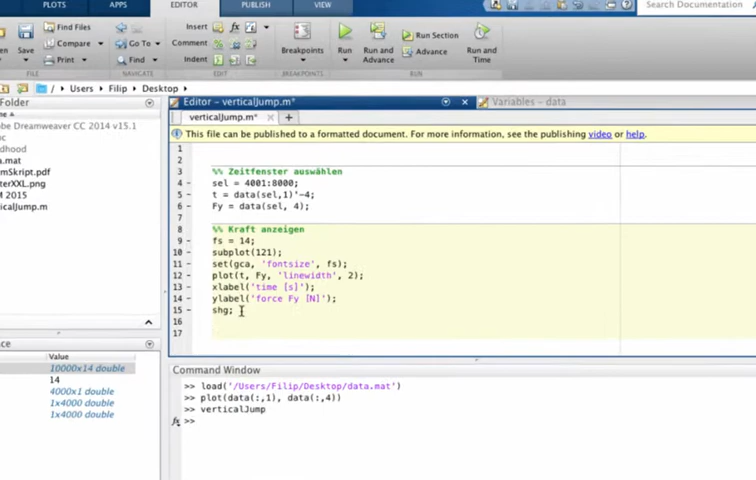 PLOTS APPS EDITOR PUBLISH VIEW
Search Documentation
Save
Find Files
Compare
Print
Go To
Find
Insert
Comment
Indent
Breakpoints
Run
Run and Advance
Run Section
Advance
Run and Time
FILE NAVIGATE EDIT BREAKPOINTS RUN
/ Users Filip Desktop
Folder
Editor – verticalJump.m*
Variables – data
verticalJump.m*
This file can be published to a formatted document. For more information, see the publishing video or help.
be Dreamweaver CC 2014 v15.1
a.mat
mSkript.pdf
terXXL.png
M 2015
rticalJump.m
1
2
3 %% Zeitfenster auswählen
4 – sel = 4001:8000;
5 – t = data(sel,1)'-4;
6 – Fy = data(sel, 4);
7
8 %% Kraft anzeigen
9 – fs = 14;
10 – subplot(121);
11 – set(gca, 'fontsize', fs);
12 – plot(t, Fy, 'linewidth', 2);
13 – xlabel('time [s]');
14 – ylabel('force Fy [N]');
15 – shg;
16
17
Value
10000x14 double
14
4000x1 double
1x4000 double
1x4000 double
Command Window
>> load('/Users/Filip/Desktop/data.mat')
>> plot(data(:,1), data(:,4))
>> verticalJump
fx >>